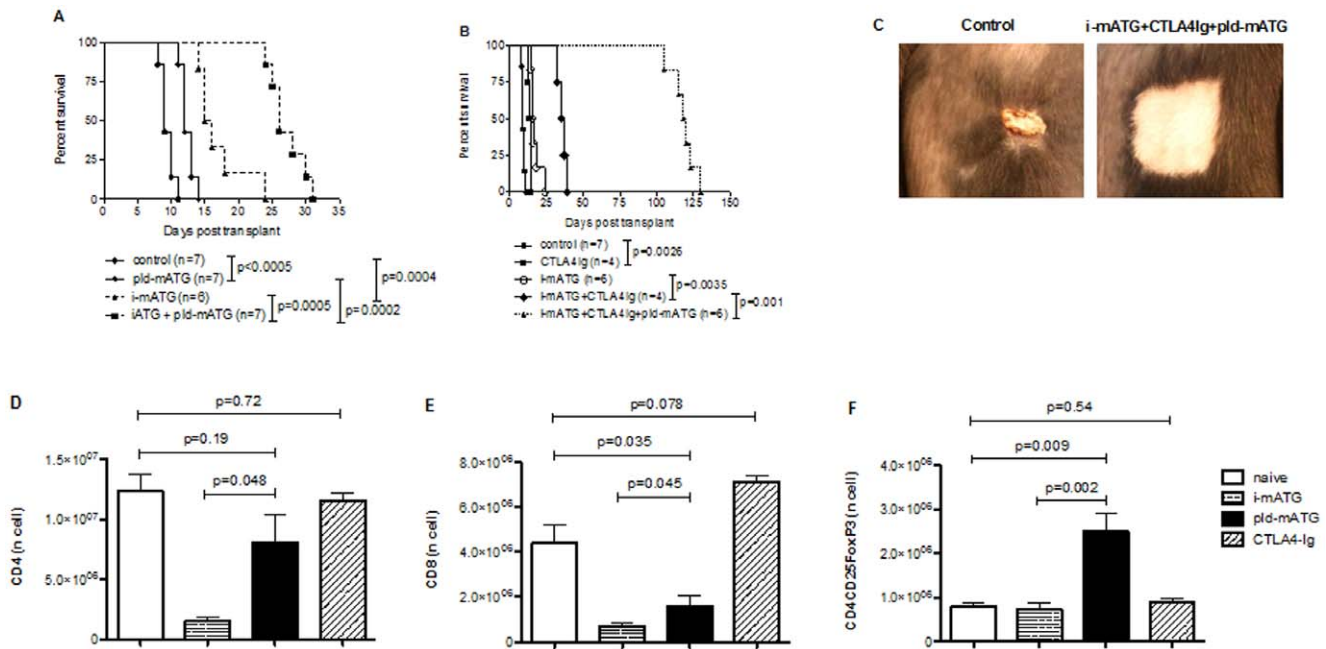 A
Percent survival
100
75
50
25
0
0 5 10 15 20 25 30 35
Days post transplant
control (n=7)
pld-mATG (n=7)
i-mATG (n=6)
iATG + pld-mATG (n=7)
p<0.0005
p=0.0005
p=0.0002
p=0.0004
B
Percent survival
100
75
50
25
0
0 25 50 75 100 125 150
Days post transplant
control (n=7)
CTLA4Ig (n=4)
i-mATG (n=6)
i-mATG+CTLA4Ig (n=4)
i-mATG+CTLA4Ig+pld-mATG (n=6)
p=0.0026
p=0.0035
p=0.001
C
Control
i-mATG+CTLA4Ig+pld-mATG
D
p=0.72
p=0.19
p=0.048
CD4 (n cell)
1.5×10⁰⁷
1.0×10⁰⁷
5.0×10⁰⁶
0
E
p=0.078
p=0.035
p=0.045
CD8 (n cell)
8.0×10⁰⁶
6.0×10⁰⁶
4.0×10⁰⁶
2.0×10⁰⁶
0
F
p=0.54
p=0.009
p=0.002
CD4CD25FoxP3 (n cell)
4.0×10⁰⁶
3.0×10⁰⁶
2.0×10⁰⁶
1.0×10⁰⁶
0
naive
i-mATG
pld-mATG
CTLA4-Ig